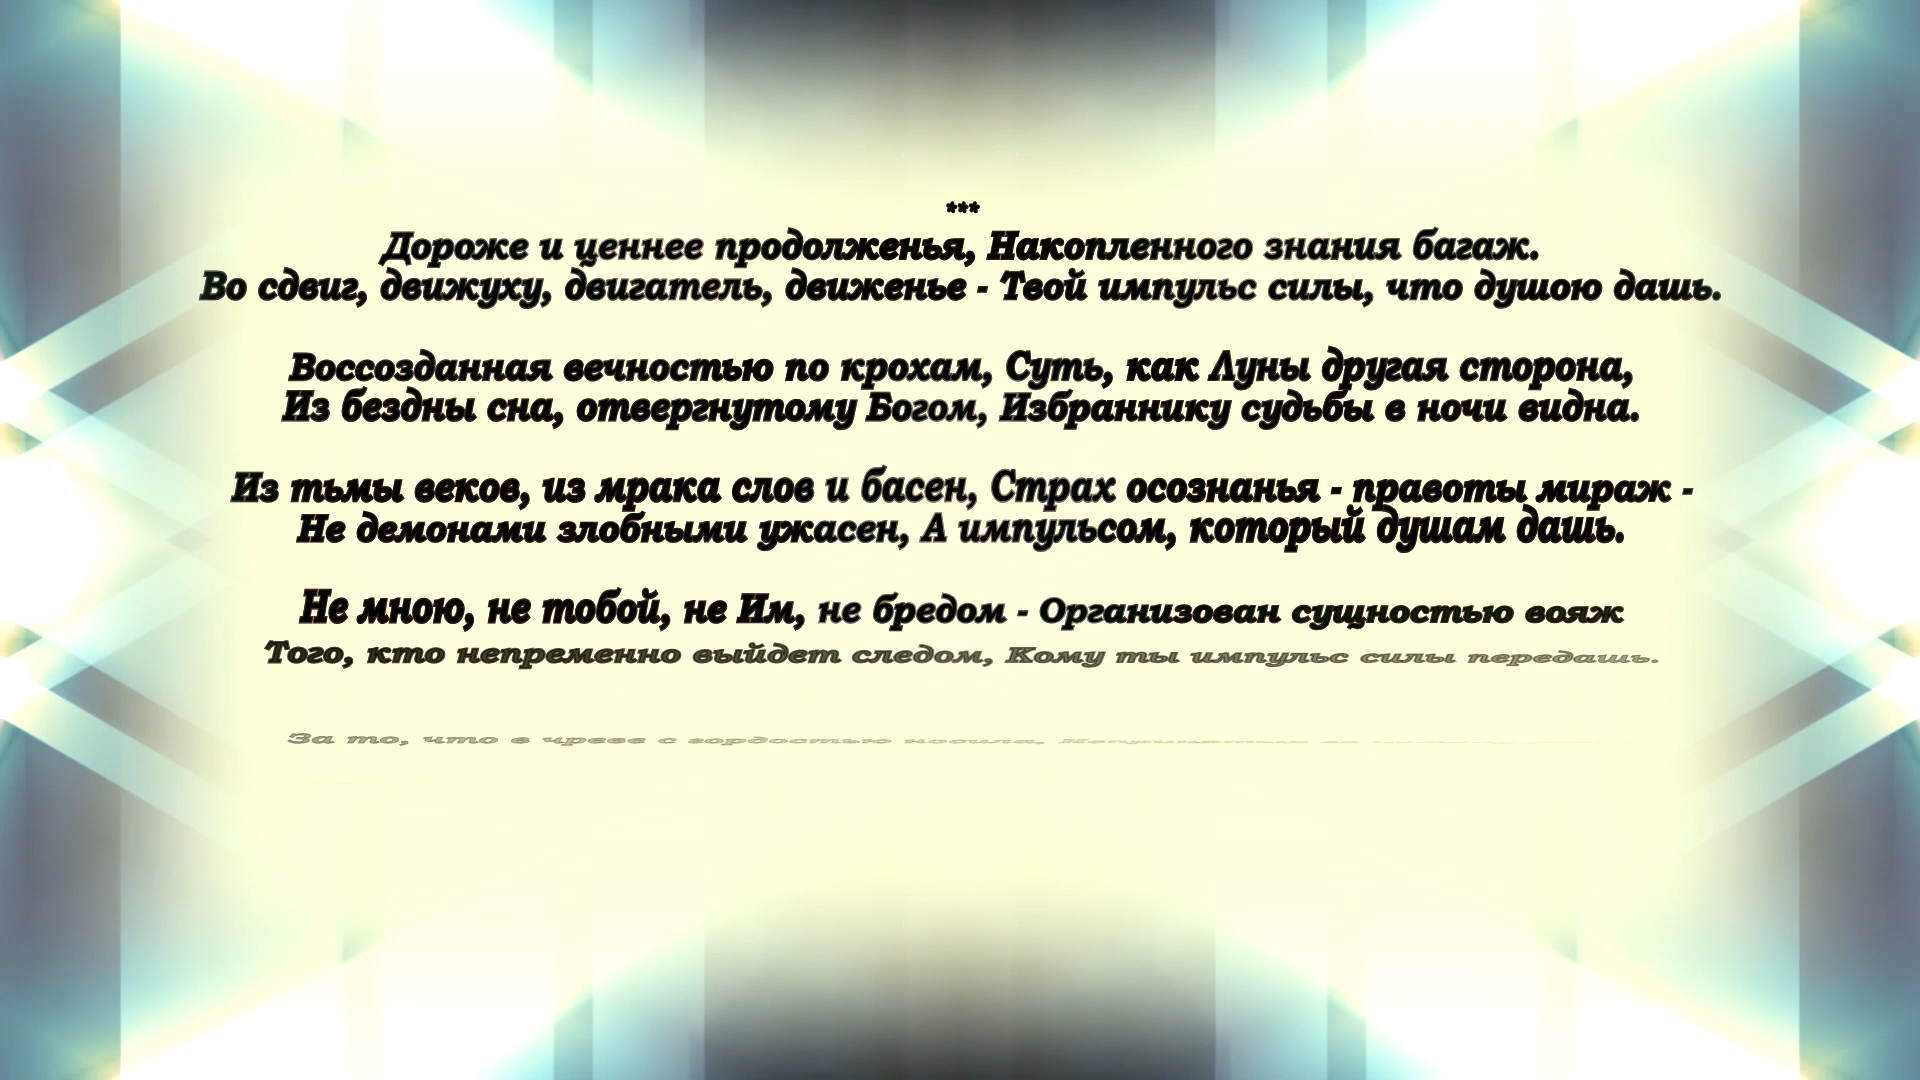 ***
Дороже и ценнее продолженья, Накопленного знания багаж.
Во сдвиг, движуху, двигатель, движенье - Твой импульс силы, что душою дашь.
Воссозданная вечностью по крохам, Суть, как Луны другая сторона,
Из бездны сна, отвергнутому Богом, Избраннику судьбы в ночи видна.
Из тьмы веков, из мрака слов и басен, Страх осознанья - правоты мираж -
Не демонами злобными ужасен, А импульсом, который душам дашь.
Не мною, не тобой, не Им, не бредом - Организован сущностью вояж
Того, кто непременно выйдет следом, Кому ты импульс силы передашь.
За то, что в чреве с гордостью носила,